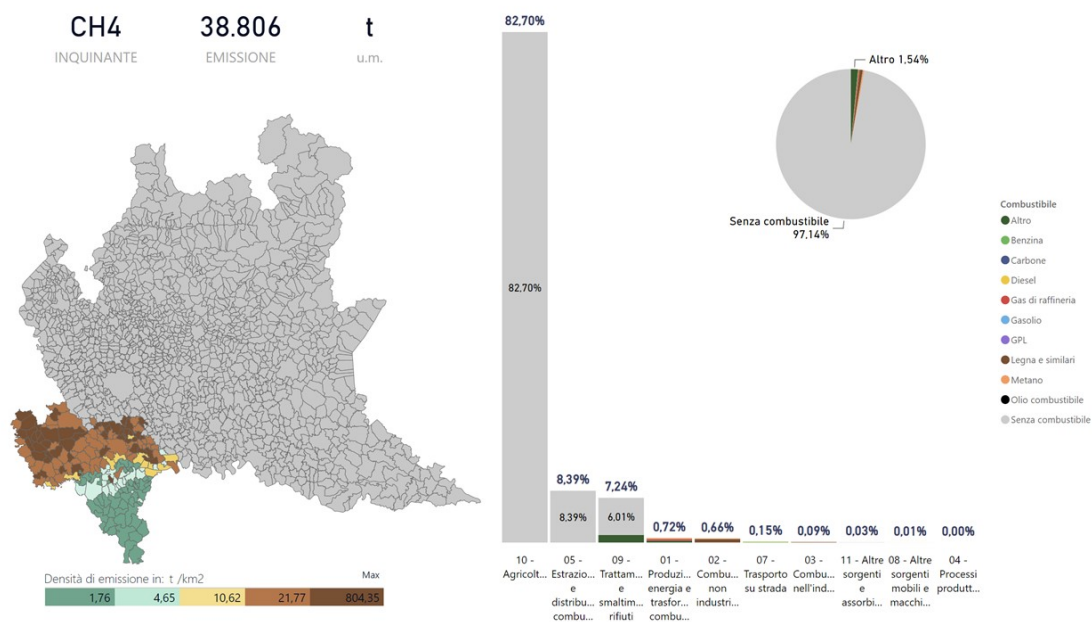 CH4
38.806
t
INQUINANTE
EMISSIONE
u.m.
Densità di emissione in: t /km2
Max
1,76
4,65
10,62
21,77
804,35
82,70%
82,70%
8,39%
8,39%
7,24%
6.01%
0,72%
0,66%
0,15%
0,09%
0,03%
0,01%
0,00%
10 -
Agricolt...
05 -
Estrazio...
e
distribu...
combu...
09 -
Trattam...
e
smaltim...
rifiuti
01 -
Produzi...
energia e
trasfor...
combu...
02 -
Combu...
non
industri...
07 -
Trasporto
su strada
03 -
Combu...
nell'ind...
11 - Altre
sorgenti
e
assorbi...
08 - Altre
sorgenti
mobili e
macchi...
04 -
Processi
produtt...
Altro 1,54%
Senza combustibile
97,14%
Combustibile
Altro
Benzina
Carbone
Diesel
Gas di raffineria
Gasolio
GPL
Legna e similari
Metano
Olio combustibile
Senza combustibile